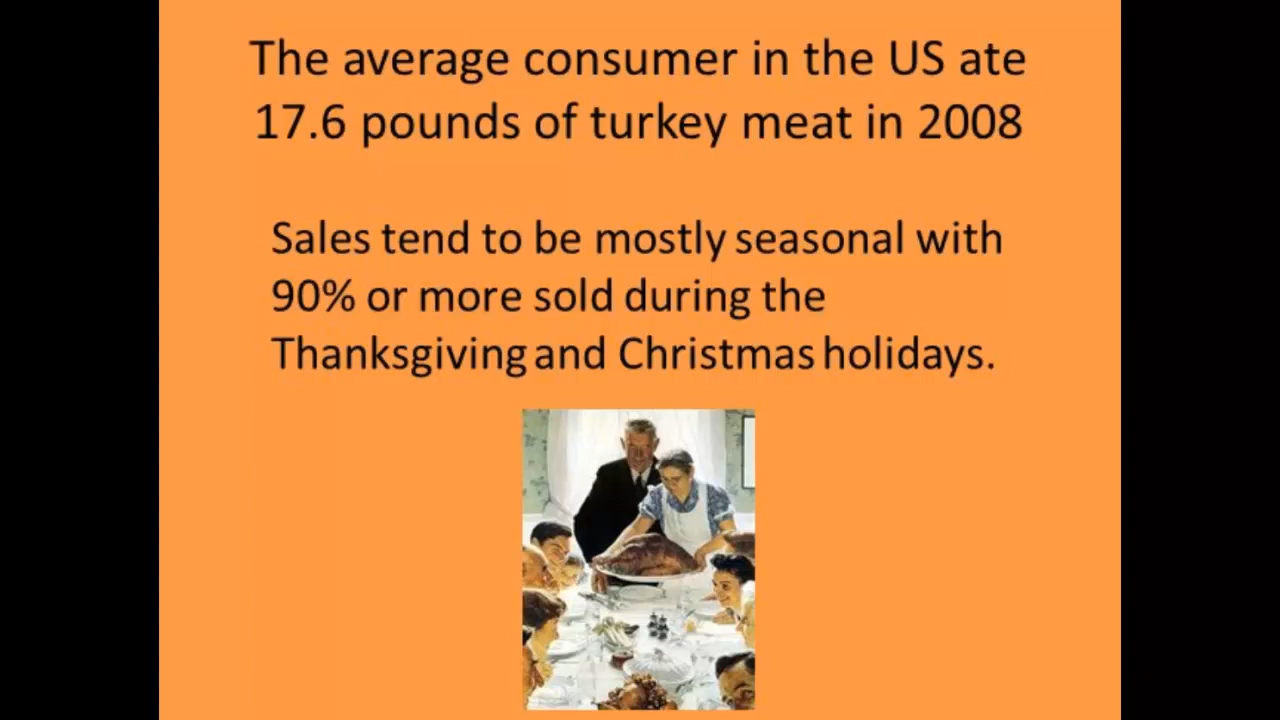 The average consumer in the US ate
17.6 pounds of turkey meat in 2008
Sales tend to be mostly seasonal with
90% or more sold during the
Thanksgiving and Christmas holidays.